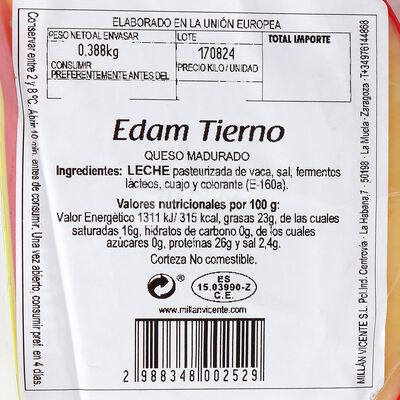 ELABORADO EN LA UNIÓN EUROPEA
PESO NETO AL ENVASAR
0,388kg
LOTE
170824
TOTAL IMPORTE
CONSUMIR
PREFERENTEMENTE ANTES DEL
PRECIO KILO / UNIDAD
Edam Tierno
QUESO MADURADO
Ingredientes: LECHE pasteurizada de vaca, sal, fermentos
lácteos, cuajo y colorante (E-160a).
Valores nutricionales por 100 g:
Valor Energético 1311 kJ/ 315 kcal, grasas 23g, de las cuales
saturadas 16g, hidratos de carbono 0g, de los cuales
azúcares 0g, proteínas 26g y sal 2,4g.
Corteza No comestible.
ES
15.03990-Z
C.E.
www.millanvicente.com
2 988348 002529
Conservar entre 2 y 8 ºC. Abrir 10 min. antes de consumir. Una vez abierto, consumir pref. en 4 días.
MILLÁN VICENTE S.L. Pol.Ind. Centrovía - La Habana,7 - 50198 - La Muela- Zaragoza - T+34976144868